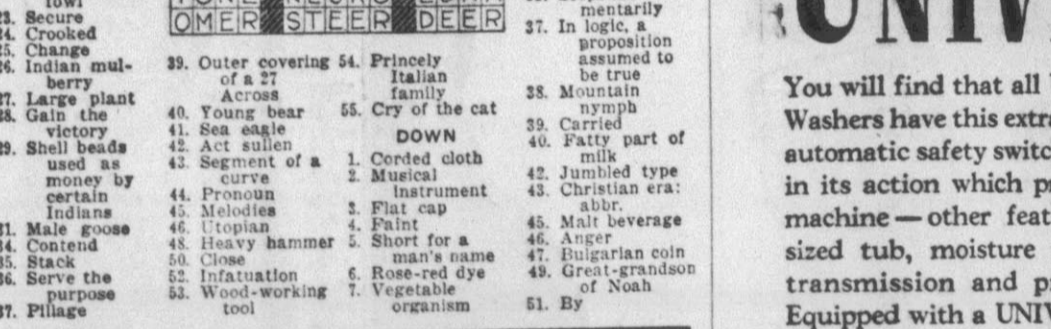 23. Secure
24. Crooked
25. Change
26. Indian mul-
berry
27. Large plant
28. Gain the
victory
29. Shell beads
used as
money by
certain
Indians
31. Male goose
34. Contend
35. Stack
36. Serve the
purpose
37. Pillage
OMER STEER DEER
39. Outer covering
of a 27
Across
40. Young bear
41. Sea eagle
42. Act sullen
43. Segment of a
curve
44. Pronoun
45. Melodies
46. Utopian
48. Heavy hammer
50. Close
52. Infatuation
53. Wood-working
tool
54. Princely
Italian
family
55. Cry of the cat
DOWN
1. Corded cloth
2. Musical
instrument
3. Flat cap
4. Faint
5. Short for a
man's name
6. Rose-red dye
7. Vegetable
organism
mentarily
37. In logic, a
proposition
assumed to
be true
38. Mountain
nymph
39. Carried
40. Fatty part of
milk
42. Jumbled type
43. Christian era:
abbr.
45. Malt beverage
46. Anger
47. Bulgarian coin
49. Great-grandson
of Noah
51. By
UNIV
You will find that all
Washers have this extra
automatic safety switc
in its action which p
machine — other feat
sized tub, moisture
transmission and p
Equipped with a UNIV